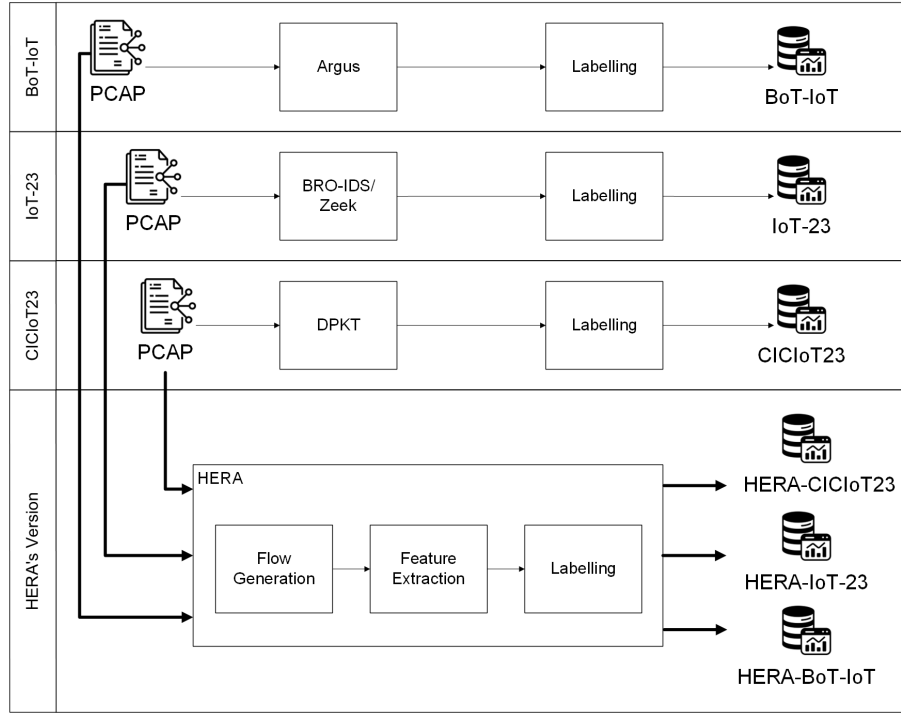 BoT-IoT
PCAP
Argus
Labelling
BoT-IoT
IoT-23
PCAP
BRO-IDS/
Zeek
Labelling
IoT-23
CICIoT23
PCAP
DPKT
Labelling
CICIoT23
HERA's Version
HERA
Flow
Generation
Feature
Extraction
Labelling
HERA-CICIoT23
HERA-IoT-23
HERA-BoT-IoT